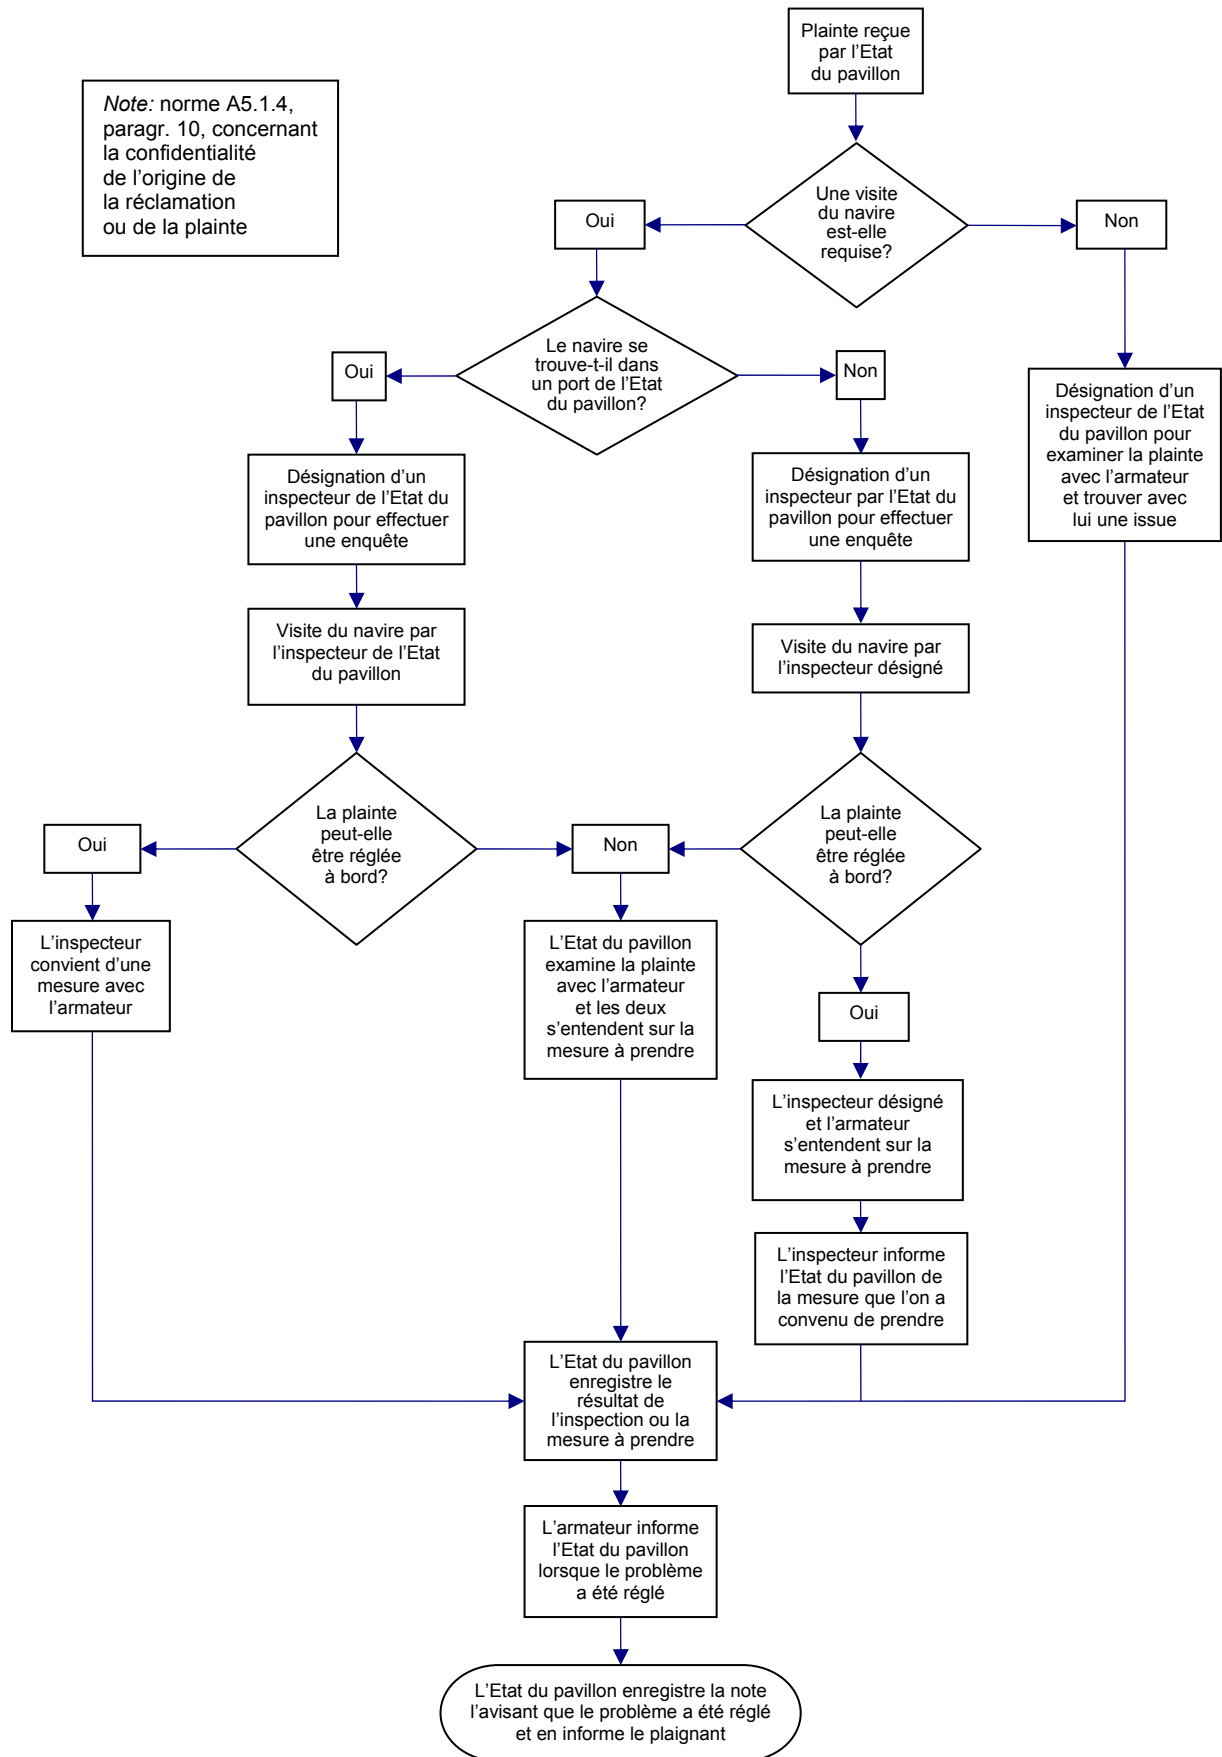 Plainte reçue
par l'Etat
du pavillon
Note: norme A5.1.4,
paragr. 10, concernant
la confidentialité
de l'origine de
la réclamation
ou de la plainte
Une visite
du navire
est-elle
requise?
Oui
Non
Le navire se
trouve-t-il dans
un port de l'Etat
du pavillon?
Oui
Non
Désignation d'un
inspecteur de l'Etat
du pavillon pour
examiner la plainte
avec l'armateur
et trouver avec
lui une issue
Désignation d'un
inspecteur de l'Etat du
pavillon pour effectuer
une enquête
Désignation d'un
inspecteur par l'Etat du
pavillon pour effectuer
une enquête
Visite du navire par
l'inspecteur de l'Etat
du pavillon
Visite du navire par
l'inspecteur désigné
La plainte
peut-elle
être réglée
à bord?
La plainte
peut-elle
être réglée
à bord?
Oui
Non
L'inspecteur
convient d'une
mesure avec
l'armateur
L'Etat du pavillon
examine la plainte
avec l'armateur
et les deux
s'entendent sur la
mesure à prendre
Oui
L'inspecteur désigné
et l'armateur
s'entendent sur la
mesure à prendre
L'inspecteur informe
l'Etat du pavillon de
la mesure que l'on a
convenu de prendre
L'Etat du pavillon
enregistre le
résultat de
l'inspection ou la
mesure à prendre
L'armateur informe
l'Etat du pavillon
lorsque le problème
a été réglé
L'Etat du pavillon enregistre la note
l'avisant que le problème a été réglé
et en informe le plaignant